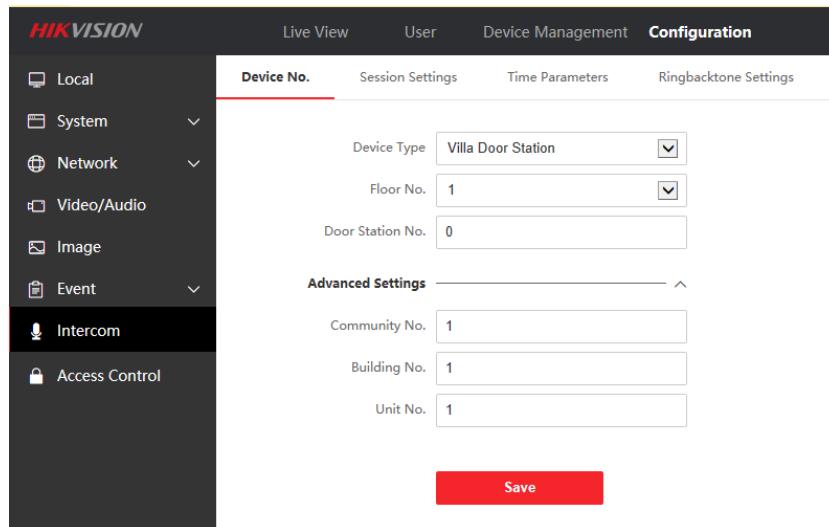 HIKVISION
Live View User Device Management Configuration
Local
System
Network
Video/Audio
Image
Event
Intercom
Access Control
Device No. Session Settings Time Parameters Ringbacktone Settings
Device Type Villa Door Station
Floor No. 1
Door Station No. 0
Advanced Settings
Community No. 1
Building No. 1
Unit No. 1
Save